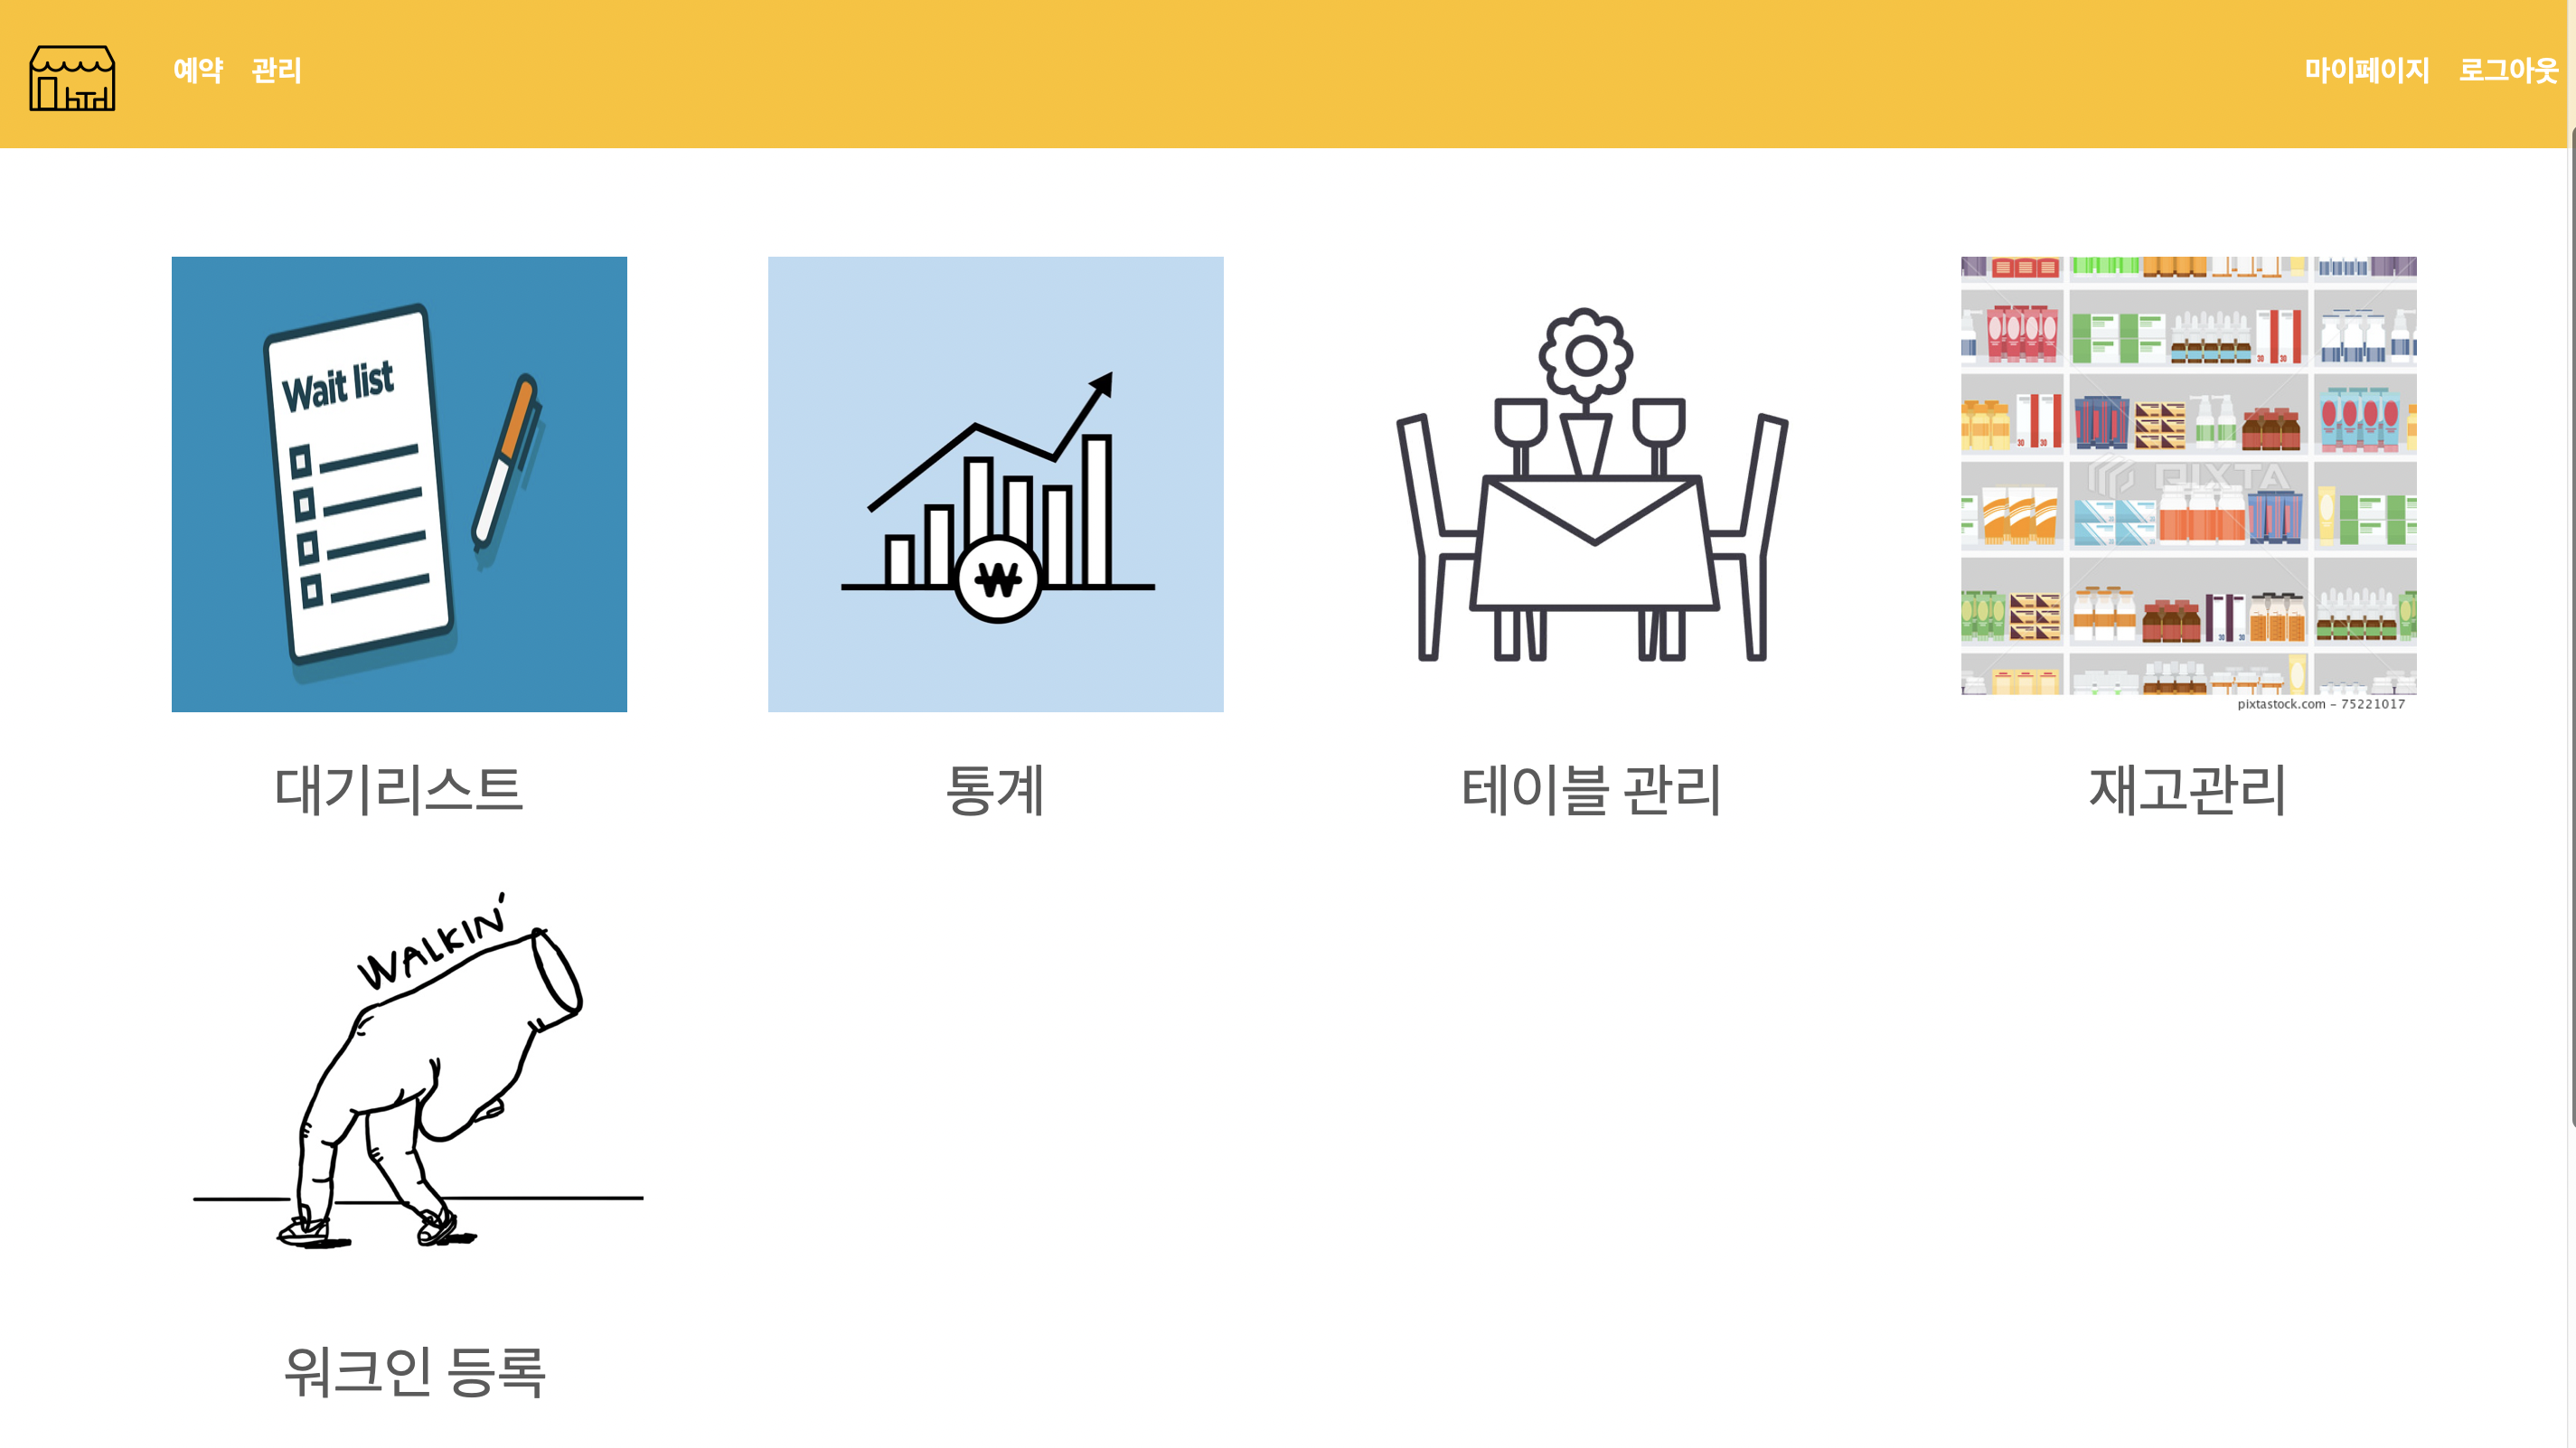 예약 관리 마이페이지 로그아웃
Wait list
₩
PIXTA
pixtastock.com - 75221017
대기리스트 통계 테이블 관리 재고관리
WALKIN'
워크인 등록